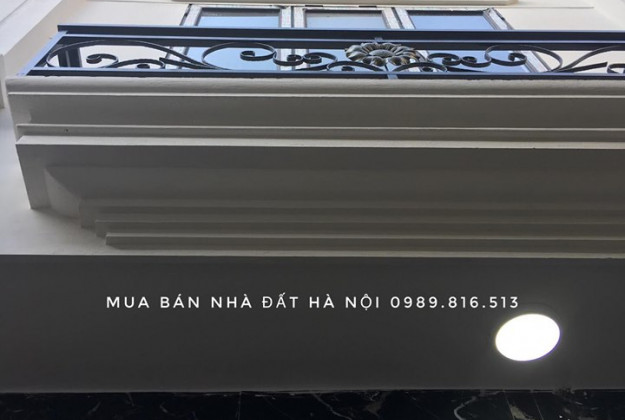 MUA BÁN NHÀ ĐẤT HÀ NỘI 0989.816.513